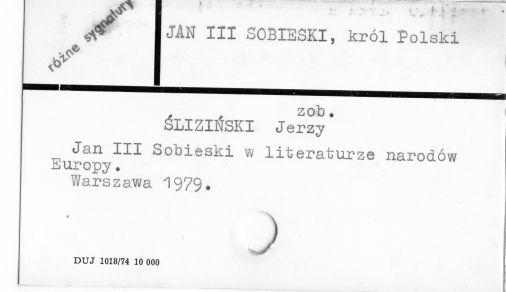 różne sygnatury
JAN III SOBIESKI, król Polski
zob.
ŚLIZIŃSKI Jerzy
Jan III Sobieski w literaturze narodów
Europy.
Warszawa 1979.
DUJ 1018/74 10 000